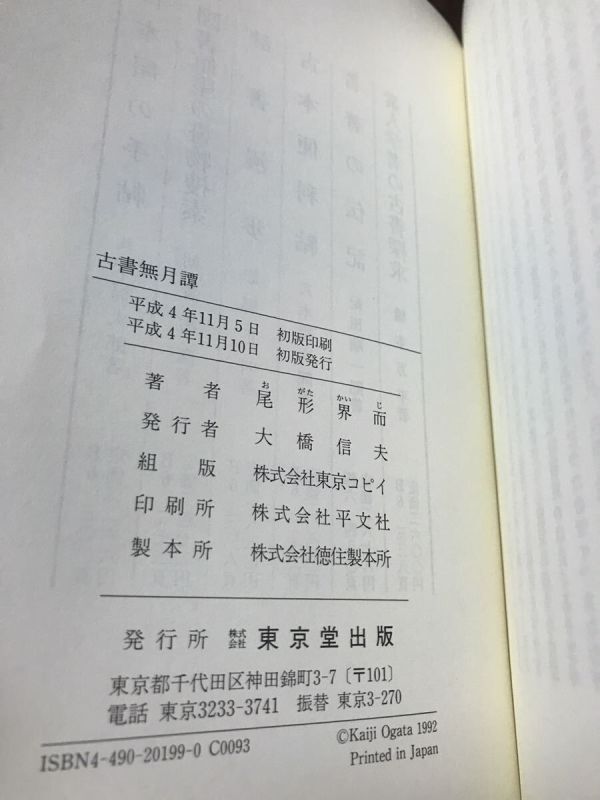 古書無月譚
平成4年11月5日 初版印刷
平成4年11月10日 初版発行
著者 尾形界而
おがたかいじ
発行者 大橋信夫
組版 株式会社東京コピイ
印刷所 株式会社平文社
製本所 株式会社徳住製本所
発行所 株式会社 東京堂出版
東京都千代田区神田錦町3-7〔〒101〕
電話 東京3233-3741 振替 東京3-270
ISBN4-490-20199-0 C0093
©Kaiji Ogata 1992
Printed in Japan